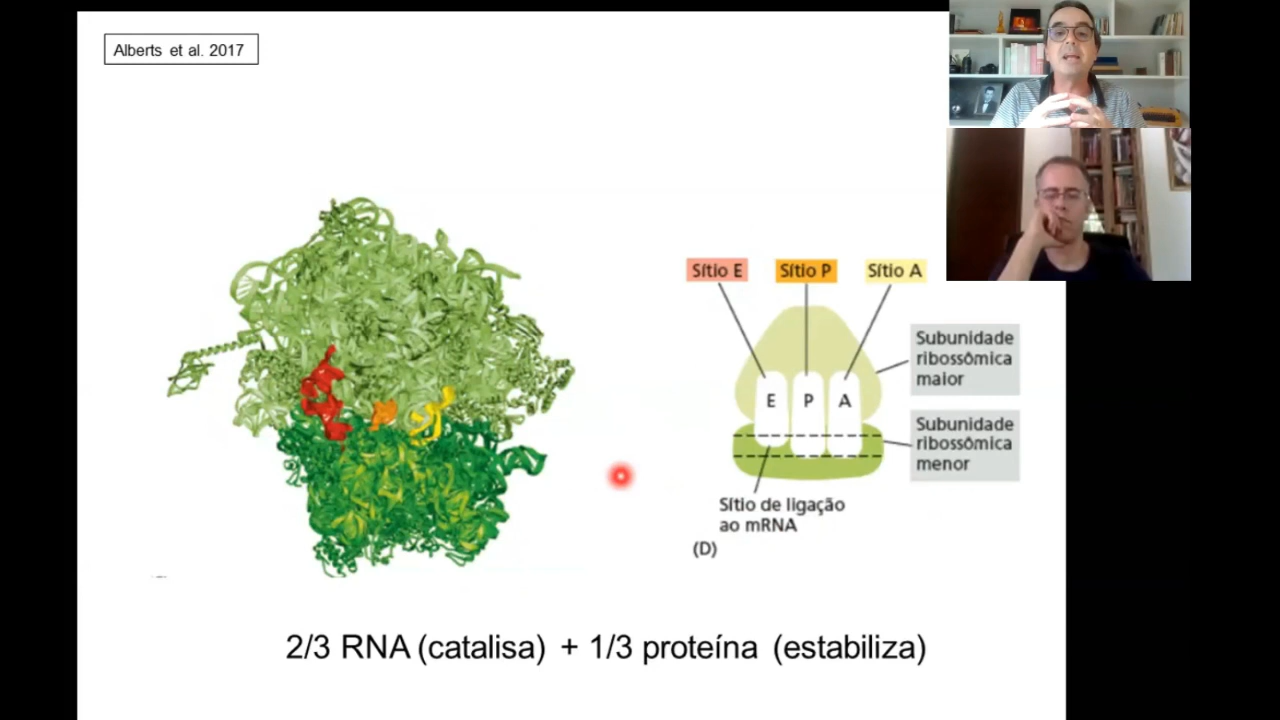 Alberts et al. 2017
Sítio E
Sítio P
Sítio A
E
P
A
Subunidade
ribossômica
maior
Subunidade
ribossômica
menor
Sítio de ligação
ao mRNA
(D)
2/3 RNA (catalisa) + 1/3 proteína (estabiliza)